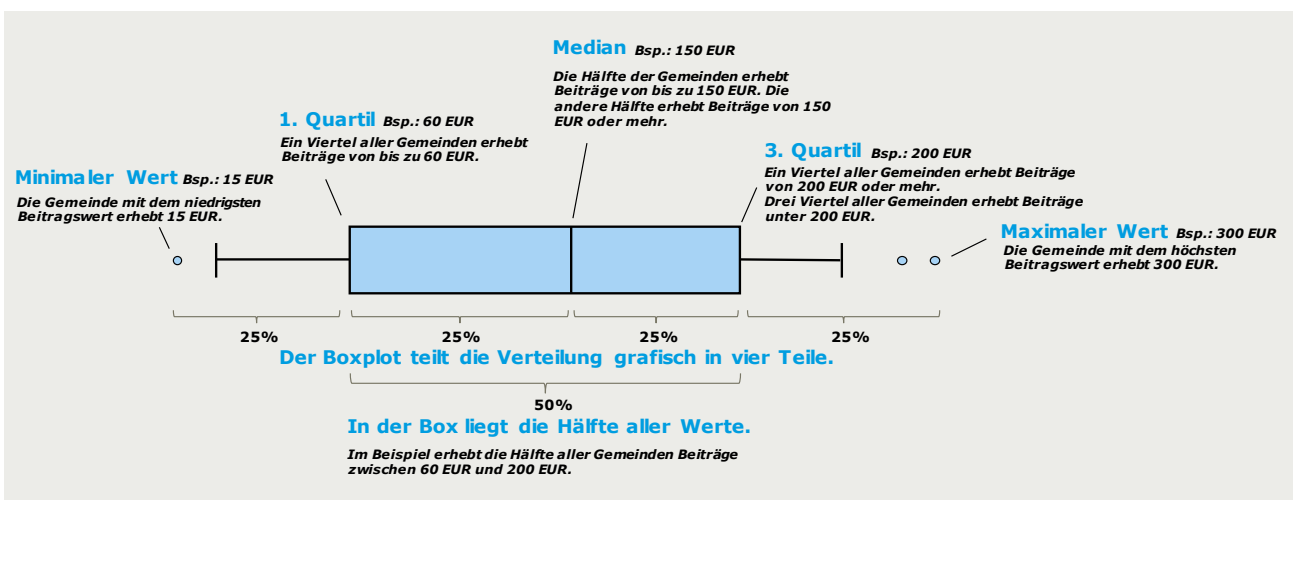 Median Bsp.: 150 EUR
Die Hälfte der Gemeinden erhebt
Beiträge von bis zu 150 EUR. Die
andere Hälfte erhebt Beiträge von 150
EUR oder mehr.
1. Quartil Bsp.: 60 EUR
Ein Viertel aller Gemeinden erhebt
Beiträge von bis zu 60 EUR.
3. Quartil Bsp.: 200 EUR
Ein Viertel aller Gemeinden erhebt Beiträge
von 200 EUR oder mehr.
Drei Viertel aller Gemeinden erhebt Beiträge
unter 200 EUR.
Minimaler Wert Bsp.: 15 EUR
Die Gemeinde mit dem niedrigsten
Beitragswert erhebt 15 EUR.
Maximaler Wert Bsp.: 300 EUR
Die Gemeinde mit dem höchsten
Beitragswert erhebt 300 EUR.
25% 25% 25% 25%
Der Boxplot teilt die Verteilung grafisch in vier Teile.
50%
In der Box liegt die Hälfte aller Werte.
Im Beispiel erhebt die Hälfte aller Gemeinden Beiträge
zwischen 60 EUR und 200 EUR.